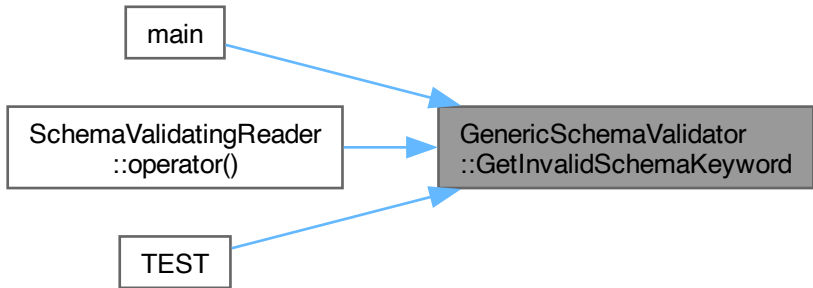 main
SchemaValidatingReader
::operator()
GenericSchemaValidator
::GetInvalidSchemaKeyword
TEST